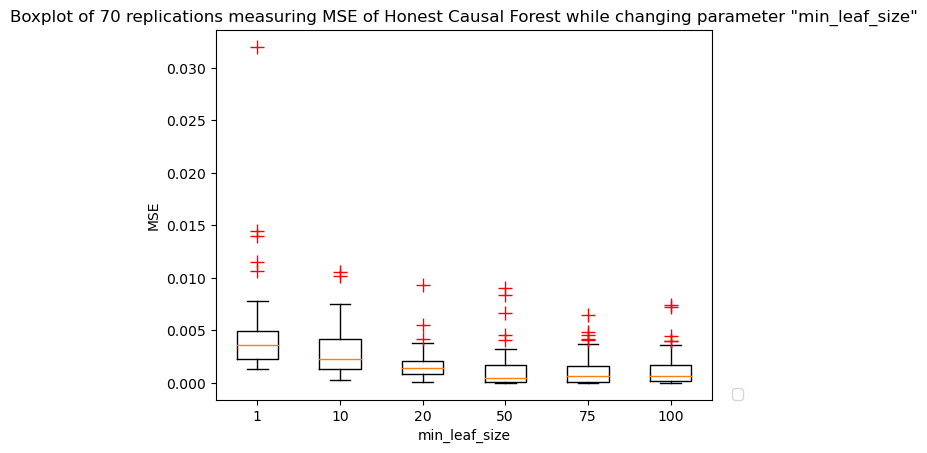 Boxplot of 70 replications measuring MSE of Honest Causal Forest while changing parameter "min_leaf_size"
0.030
0.025
0.020
0.015
0.010
0.005
0.000
MSE
1 10 20 50 75 100
min_leaf_size